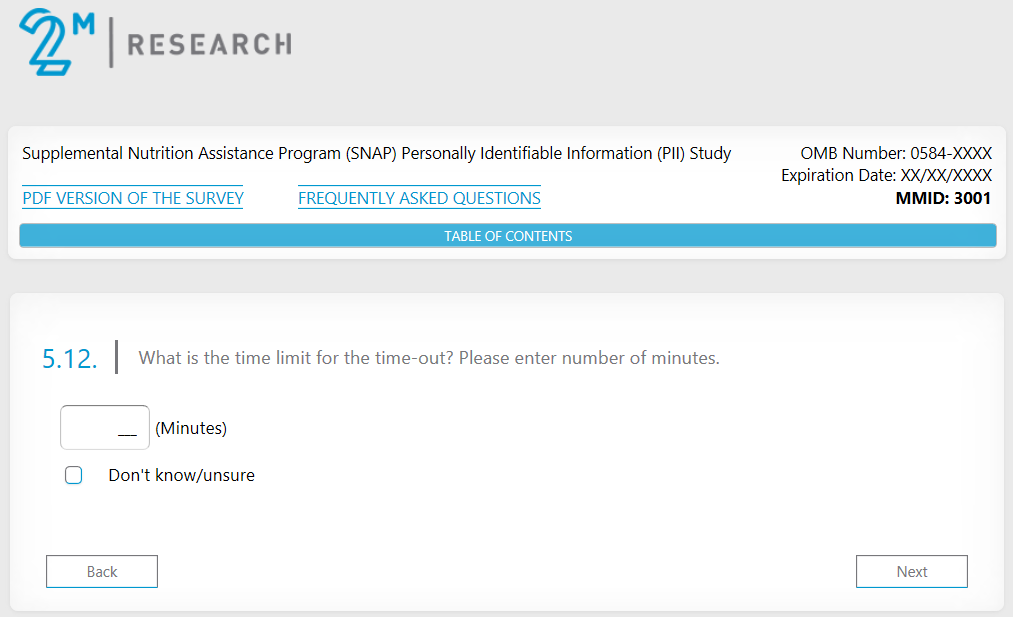 2M RESEARCH
Supplemental Nutrition Assistance Program (SNAP) Personally Identifiable Information (PII) Study
OMB Number: 0584-XXXX
Expiration Date: XX/XX/XXXX
PDF VERSION OF THE SURVEY FREQUENTLY ASKED QUESTIONS
MMID: 3001
TABLE OF CONTENTS
5.12. What is the time limit for the time-out? Please enter number of minutes.
__ (Minutes)
Don't know/unsure
Back Next